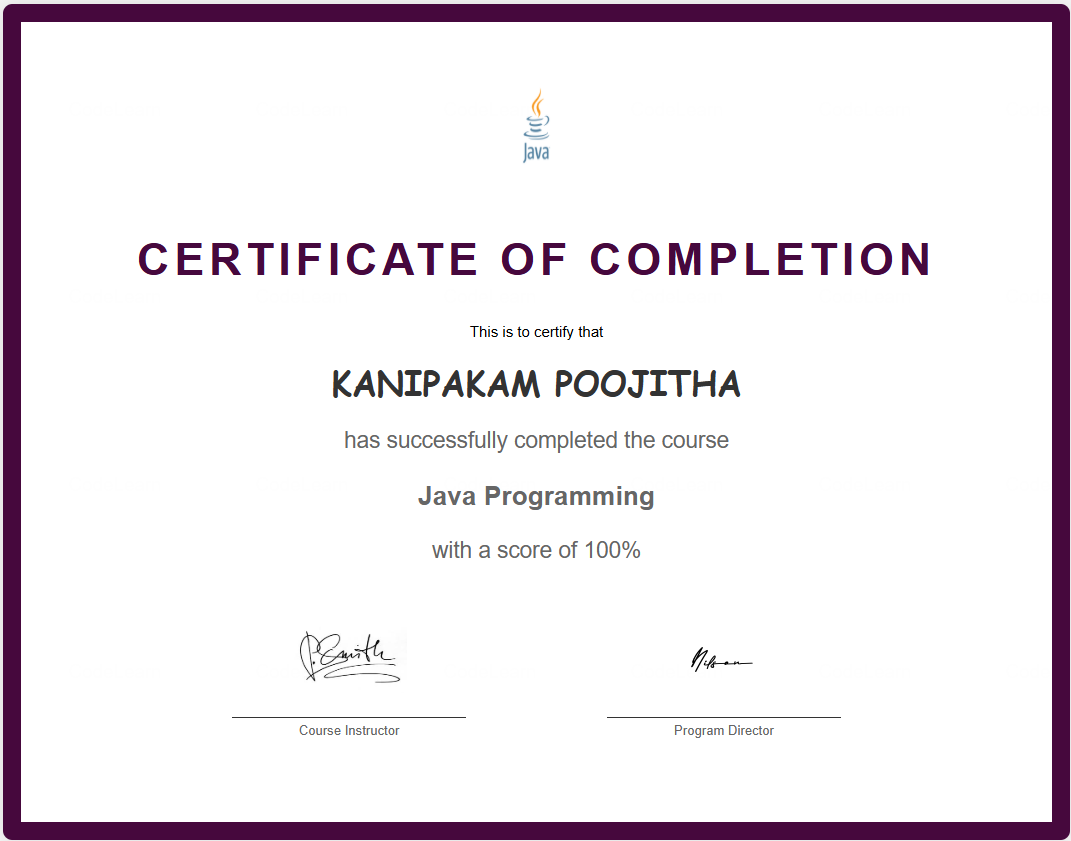 Java
CERTIFICATE OF COMPLETION
This is to certify that
KANIPAKAM POOJITHA
has successfully completed the course
Java Programming
with a score of 100%
P.Smith
Course Instructor
Program Director